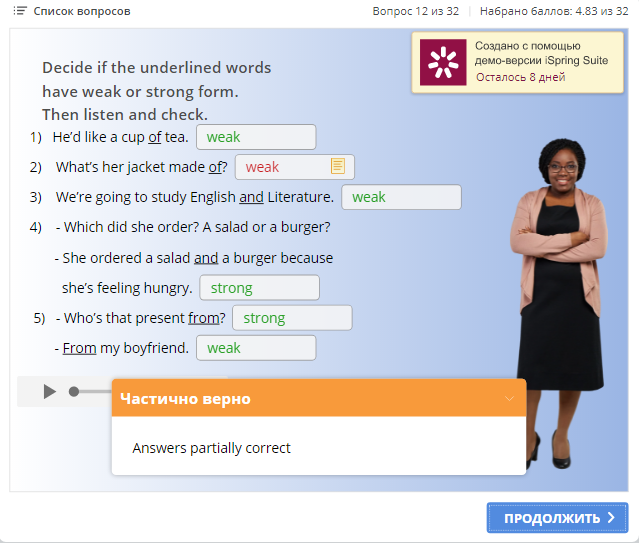 Список вопросов
Вопрос 12 из 32 | Набрано баллов: 4.83 из 32
Создано с помощью
демо-версии iSpring Suite
Осталось 8 дней
Decide if the underlined words
have weak or strong form.
Then listen and check.
1) He’d like a cup of tea. weak
2) What’s her jacket made of? weak
3) We’re going to study English and Literature. weak
4) - Which did she order? A salad or a burger?
- She ordered a salad and a burger because
she’s feeling hungry. strong
5) - Who’s that present from? strong
- From my boyfriend. weak
Частично верно
Answers partially correct
ПРОДОЛЖИТЬ